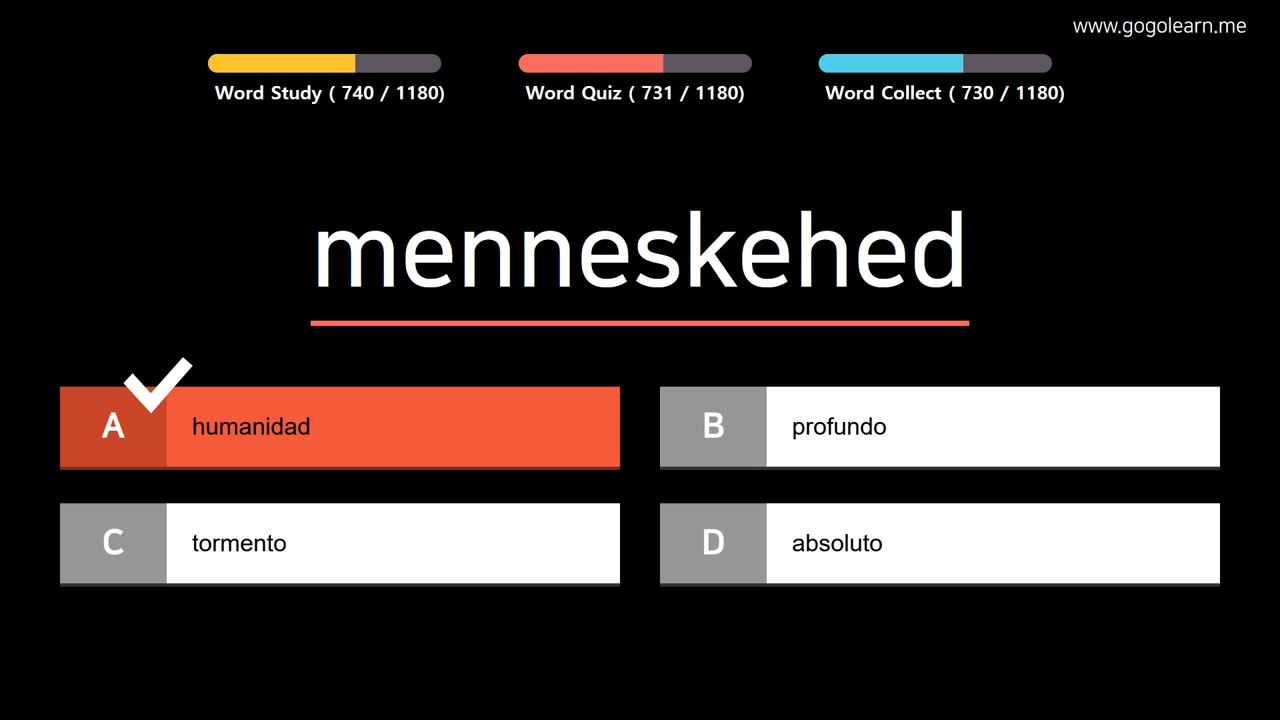 www.gogolearn.me
Word Study ( 740 / 1180)
Word Quiz ( 731 / 1180)
Word Collect ( 730 / 1180)
menneskehed
A humanidad
B profundo
C tormento
D absoluto